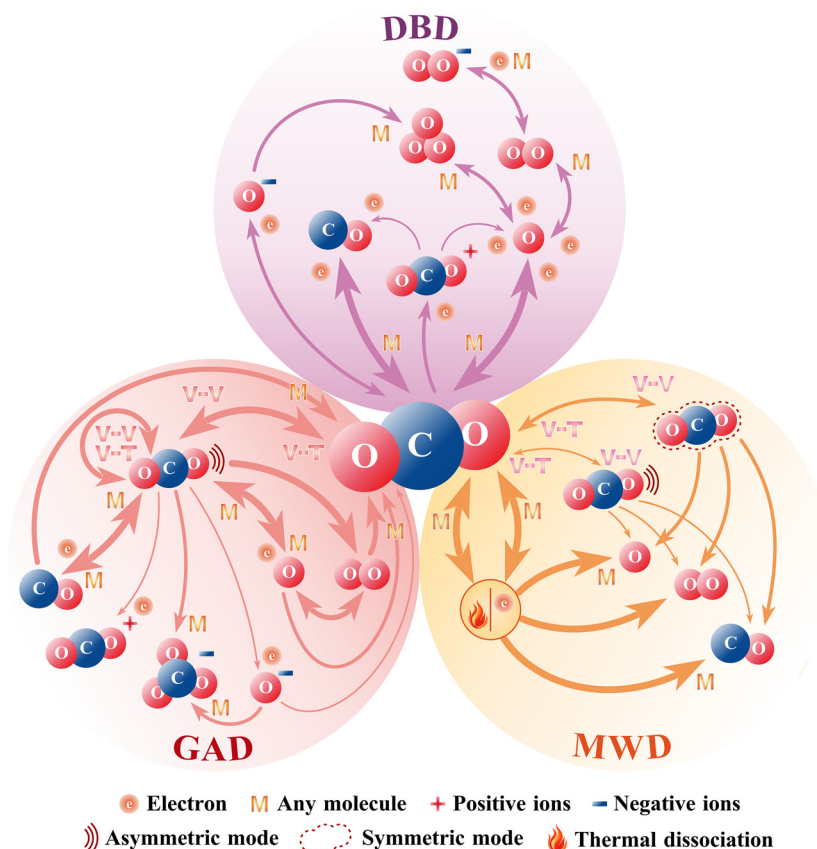 DBD
O O e M
O
M O O O O
M
M
O e
e
C O O
e
e e
O C O
e e
e
M M
V-V
M
V-V
V-T
V-T
O C O
O C O
M
M
e
M
C O
M
e
O
O O
M
O C O
e
M
O
C
O O
M
e
O
GAD
V-V
V-T
V-T
V-V
O C O
O C O
M
M
e
O
M
O O
C O
M
MWD
e Electron M Any molecule + Positive ions - Negative ions
Asymmetric mode Symmetric mode Thermal dissociation